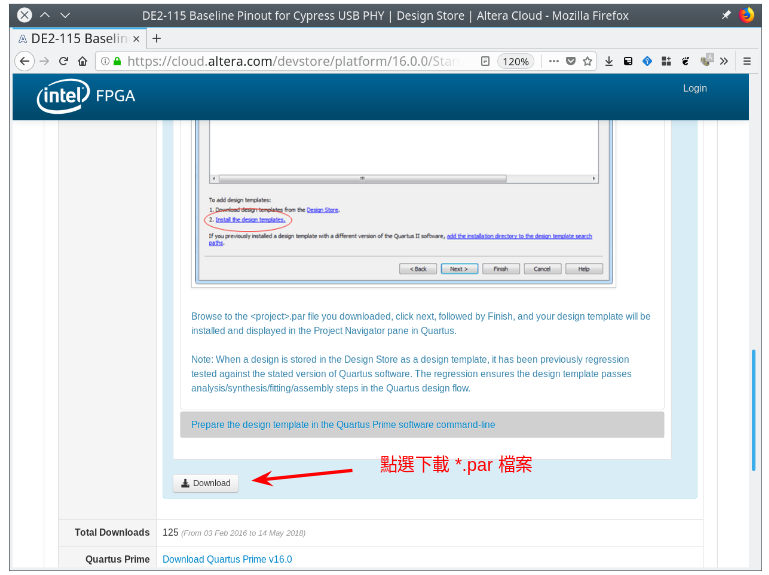 DE2-115 Baseline Pinout for Cypress USB PHY | Design Store | Altera Cloud - Mozilla Firefox
DE2-115 Baselin
https://cloud.altera.com/devstore/platform/16.0.0/Star
120%
intel FPGA
Login
To add design templates:
1. Download design templates from the Design Store.
2. Install the design templates.
If you previously installed a design template with a different version of the Quartus II software, add the installation directory to the design template search
paths.
< Back
Next >
Finish
Cancel
Help
Browse to the <project>.par file you downloaded, click next, followed by Finish, and your design template will be
installed and displayed in the Project Navigator pane in Quartus.
Note: When a design is stored in the Design Store as a design template, it has been previously regression
tested against the stated version of Quartus software. The regression ensures the design template passes
analysis/synthesis/fitting/assembly steps in the Quartus design flow.
Prepare the design template in the Quartus Prime software command-line
點選下載 *.par 檔案
Download
Total Downloads
125 (From 03 Feb 2016 to 14 May 2018)
Quartus Prime
Download Quartus Prime v16.0